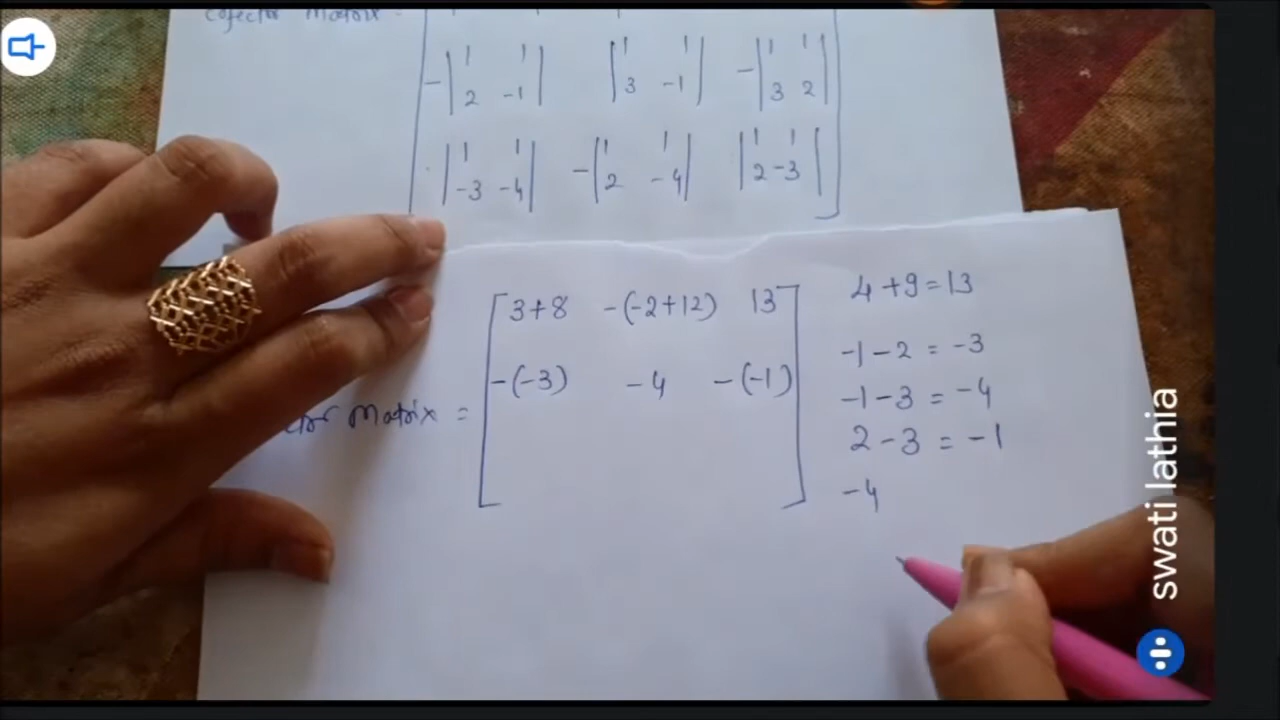 Cofector Matrix
-| 1 1 | | 1 1 | -| 1 1 |
| 2 -1 | | 3 -1 | | 3 2 |
| 1 1 | -| 1 1 | | 1 1 |
| -3 -4 | | 2 -4 | | 2 -3 |
3+8 -(-2+12) 13
-(-3) -4 -(-1)
Matrix =
4+9=13
-1-2 = -3
-1-3 = -4
2-3 = -1
-4
swati lathia